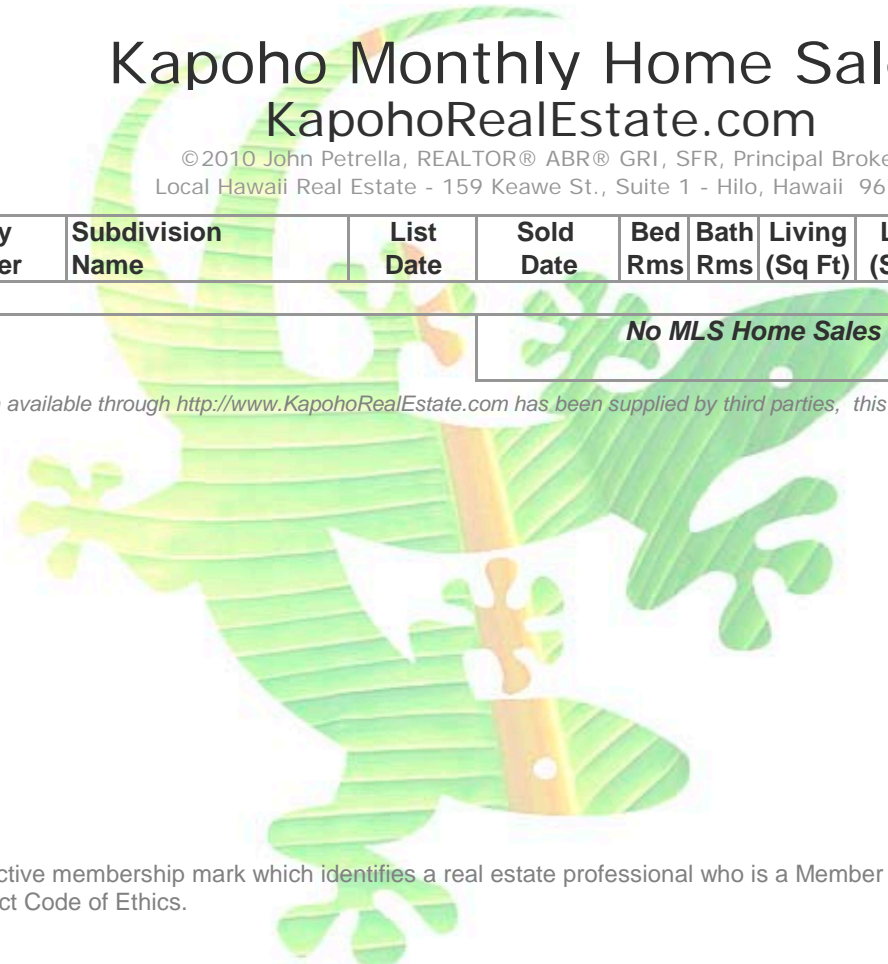 Kapoho Monthly Home Sal
KapohoRealEstate.com
©2010 John Petrella, REALTOR® ABR® GRI, SFR, Principal Broke
Local Hawaii Real Estate - 159 Keawe St., Suite 1 - Hilo, Hawaii 96
y Subdivision List Sold Bed Bath Living L
er Name Date Date Rms Rms (Sq Ft) (S
No MLS Home Sales
available through http://www.KapohoRealEstate.com has been supplied by third parties, this
ctive membership mark which identifies a real estate professional who is a Member
ct Code of Ethics.